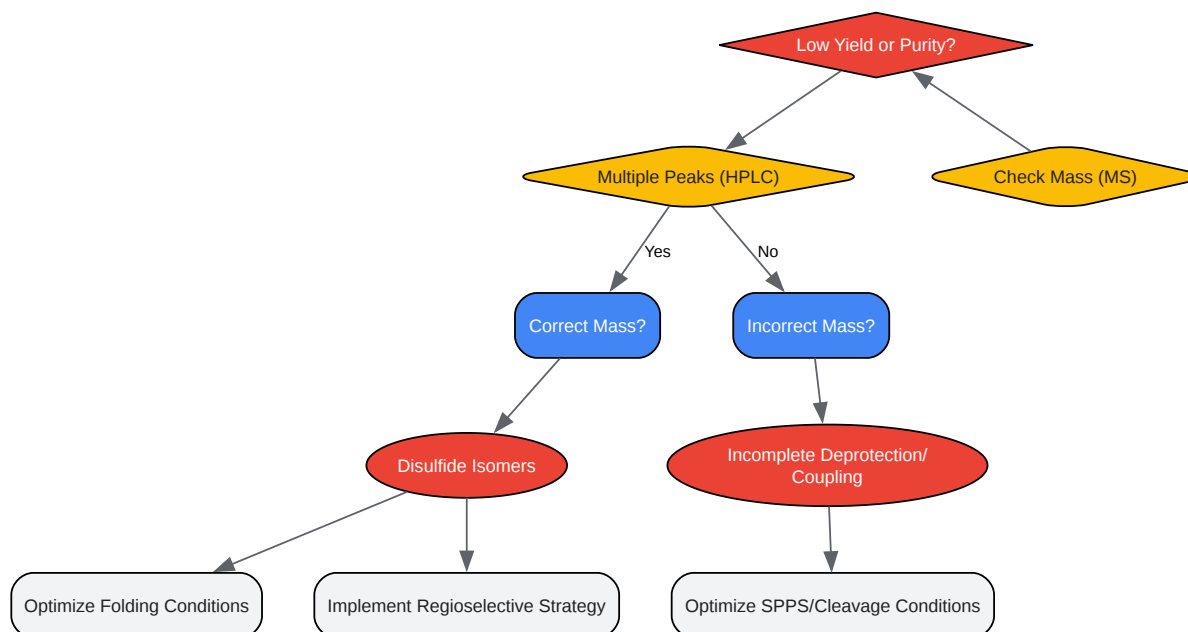 Low Yield or Purity?
Multiple Peaks (HPLC)
Check Mass (MS)
Yes
No
Correct Mass?
Incorrect Mass?
Disulfide Isomers
Incomplete Deprotection/
Coupling
Optimize Folding Conditions
Implement Regioselective Strategy
Optimize SPPS/Cleavage Conditions